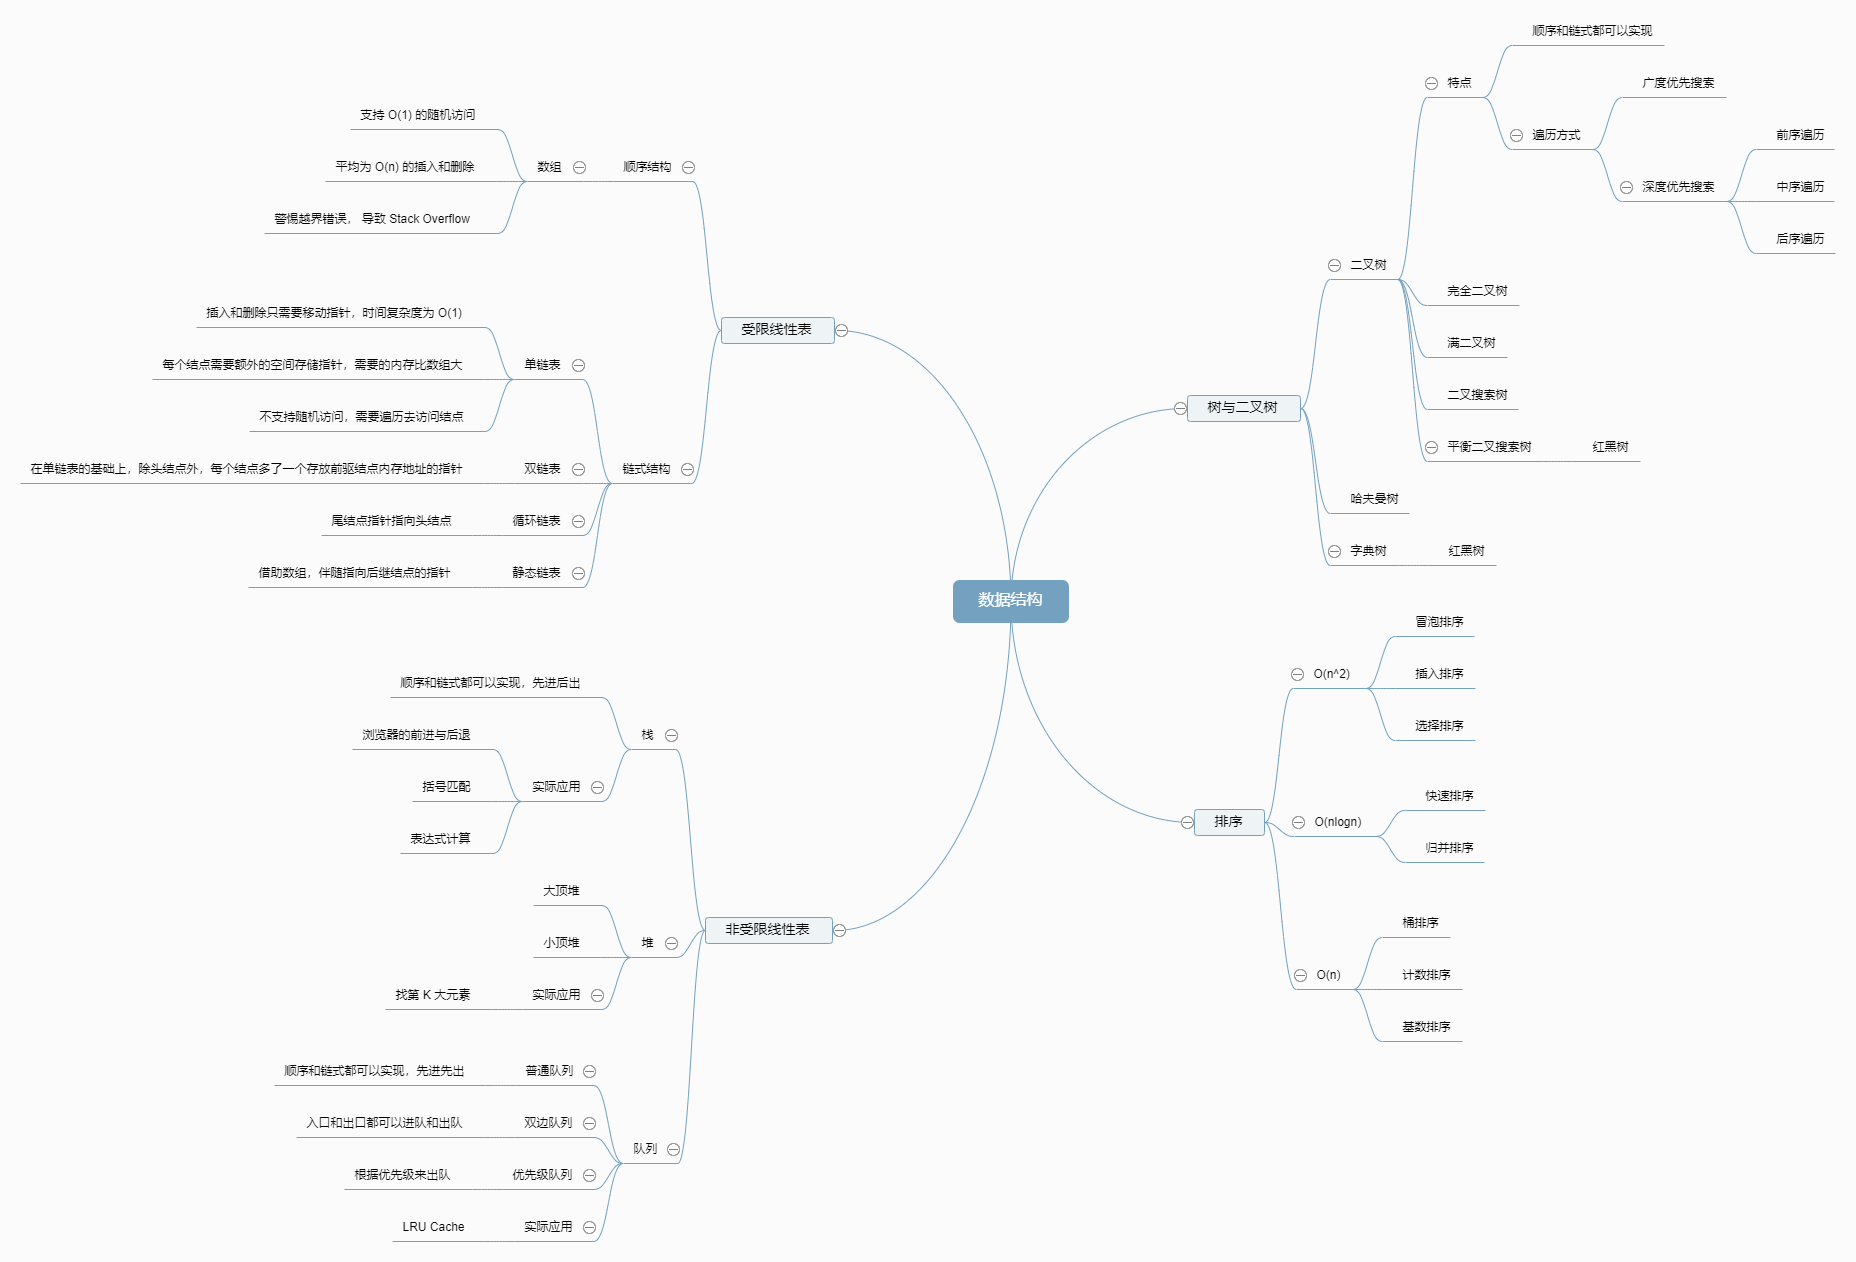 数据结构
受限线性表
顺序结构
数组
支持 O(1) 的随机访问
平均为 O(n) 的插入和删除
警惕越界错误， 导致 Stack Overflow
链式结构
单链表
插入和删除只需要移动指针，时间复杂度为 O(1)
每个结点需要额外的空间存储指针，需要的内存比数组大
不支持随机访问，需要遍历去访问结点
双链表
在单链表的基础上，除头结点外，每个结点多了一个存放前驱结点内存地址的指针
循环链表
尾结点指针指向头结点
静态链表
借助数组，伴随指向后继结点的指针
非受限线性表
栈
顺序和链式都可以实现，先进后出
实际应用
浏览器的前进与后退
括号匹配
表达式计算
堆
大顶堆
小顶堆
实际应用
找第 K 大元素
队列
普通队列
顺序和链式都可以实现，先进先出
双边队列
入口和出口都可以进队和出队
优先级队列
根据优先级来出队
实际应用
LRU Cache
树与二叉树
二叉树
特点
顺序和链式都可以实现
遍历方式
广度优先搜索
深度优先搜索
前序遍历
中序遍历
后序遍历
完全二叉树
满二叉树
二叉搜索树
平衡二叉搜索树
红黑树
哈夫曼树
字典树
红黑树
排序
O(n^2)
冒泡排序
插入排序
选择排序
O(nlogn)
快速排序
归并排序
O(n)
桶排序
计数排序
基数排序